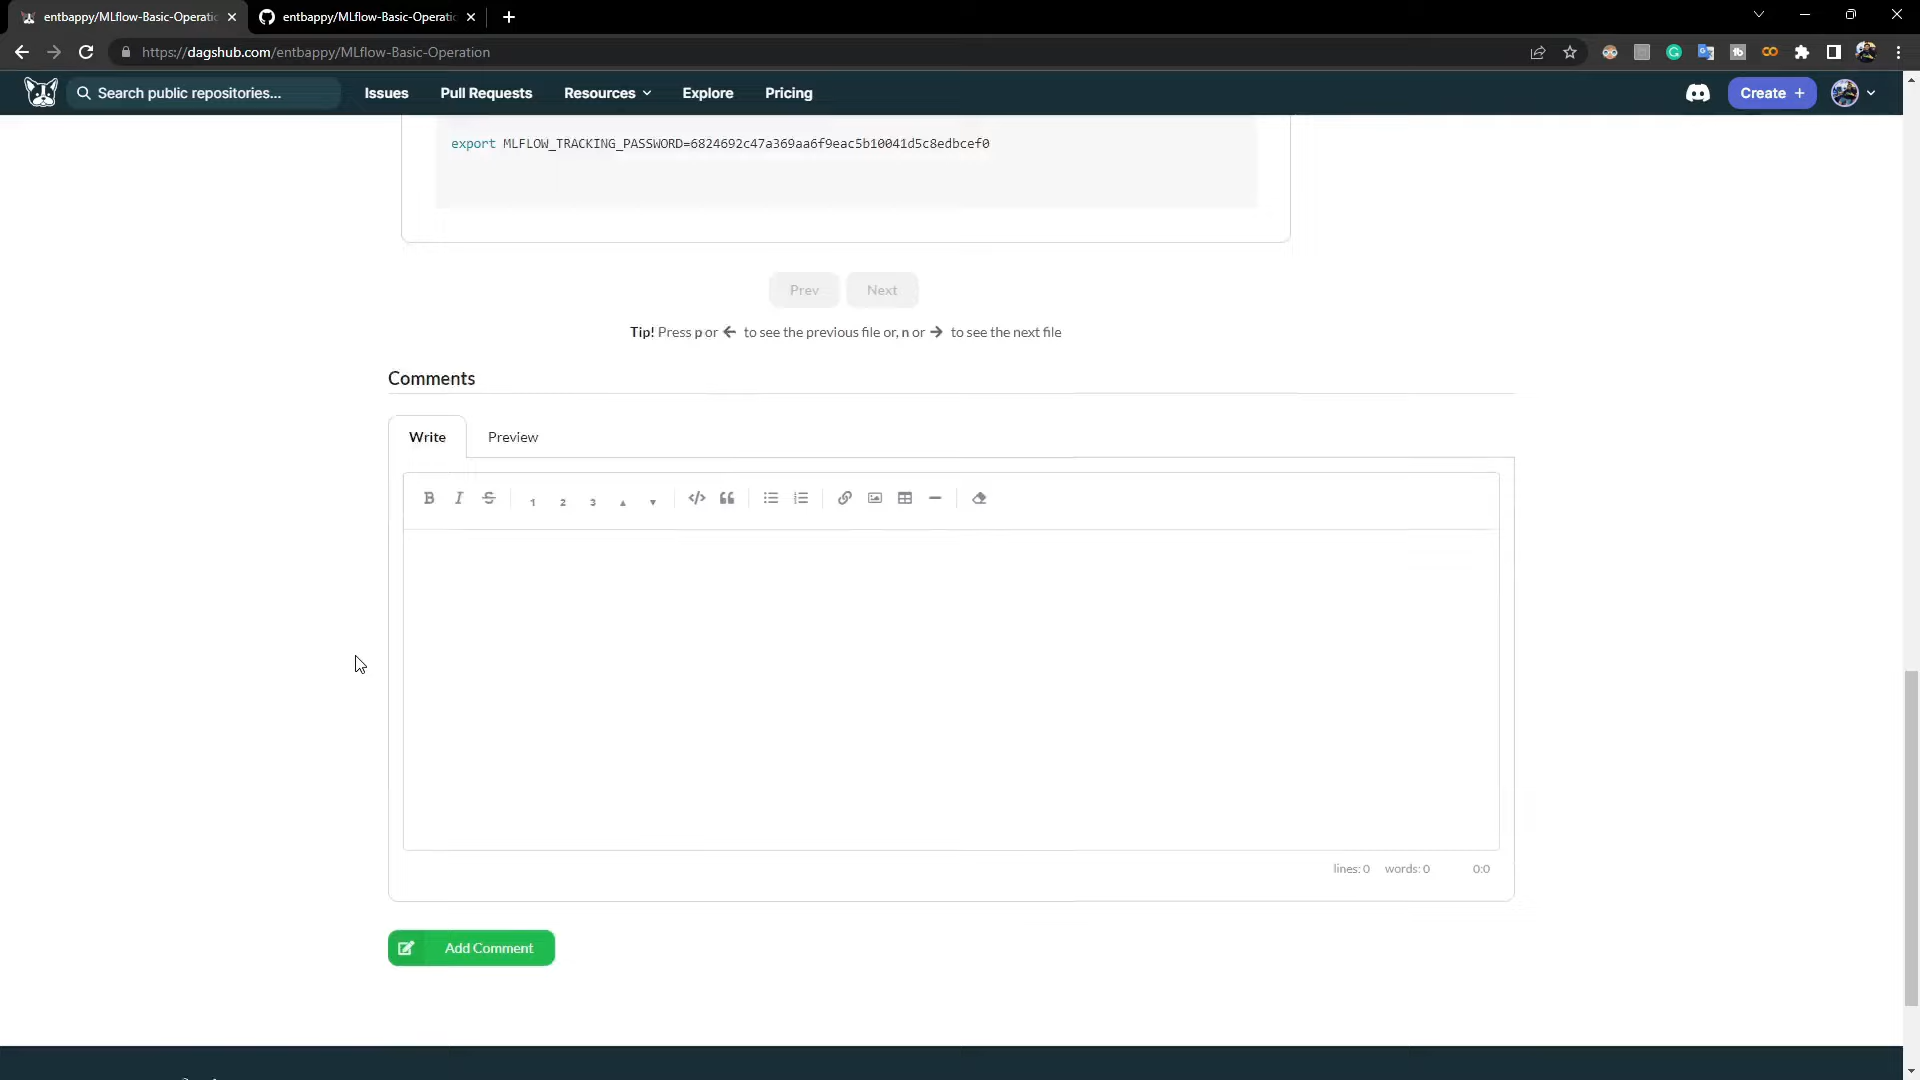 entbappy/MLflow-Basic-Operatio
entbappy/MLflow-Basic-Operatio
https://dagshub.com/entbappy/MLflow-Basic-Operation
Search public repositories...
Issues
Pull Requests
Resources
Explore
Pricing
Create +
export MLFLOW_TRACKING_PASSWORD=6824692c47a369aa6f9eac5b10041d5c8edbcef0
Prev
Next
Tip! Press p or ← to see the previous file or, n or → to see the next file
Comments
Write
Preview
B I S 1 2 3
lines: 0 words: 0 0:0
Add Comment